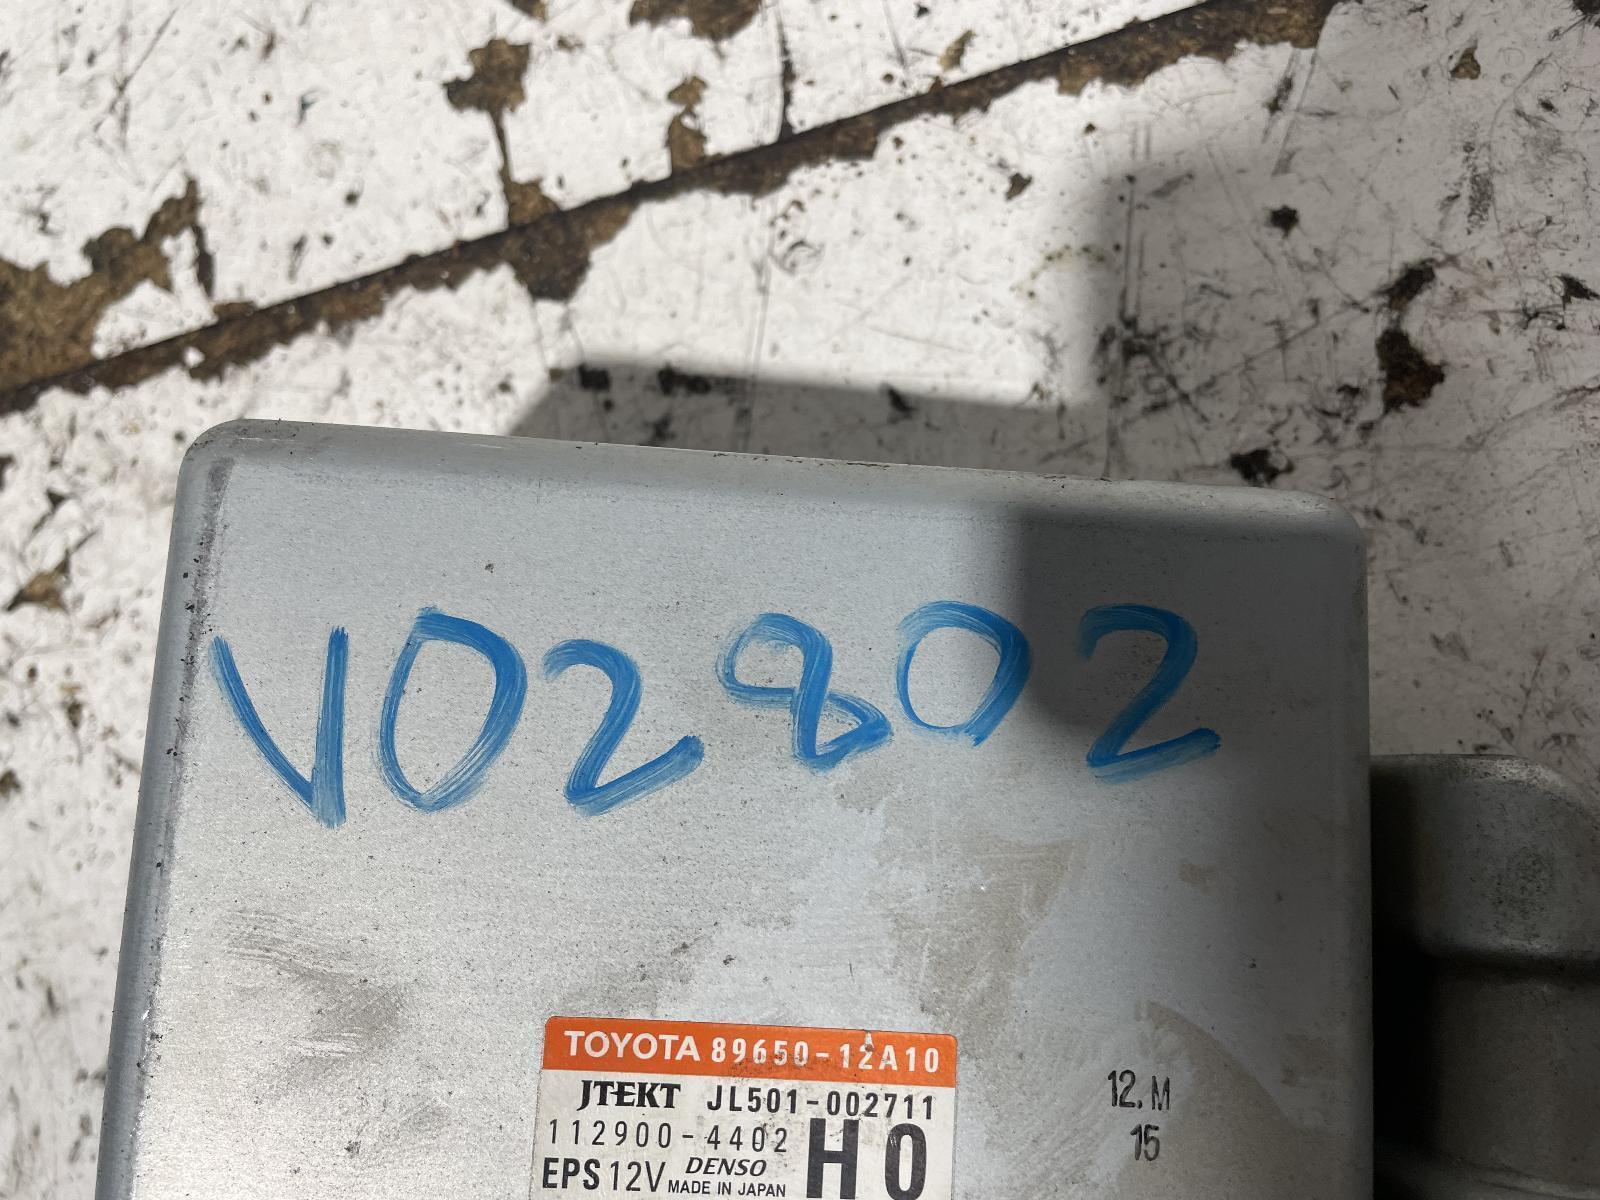 V02802
TOYOTA 89650-12A10
JTEKT JL501-002711
112900-4402 H0
EPS 12V DENSO
MADE IN JAPAN
12.M
15